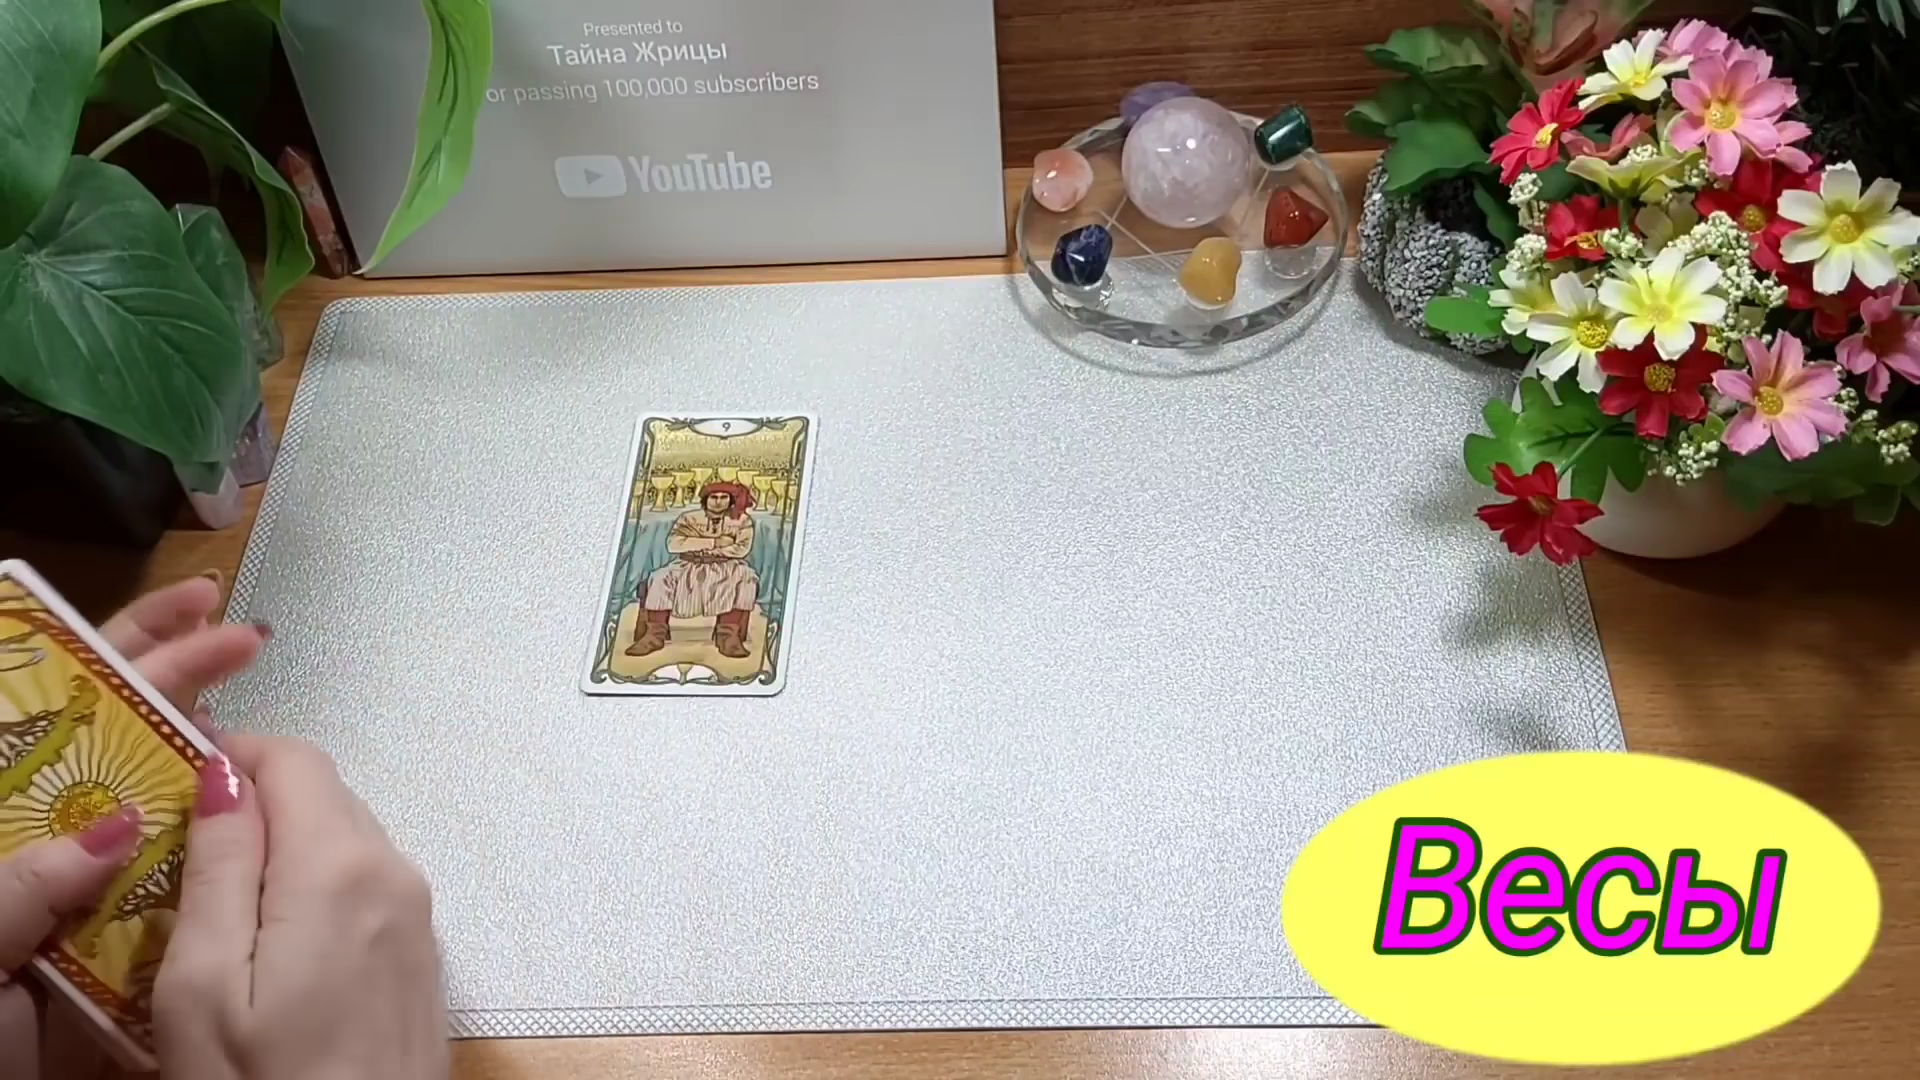 Presented to
Тайна Жрицы
or passing 100,000 subscribers
YouTube
9
Весы